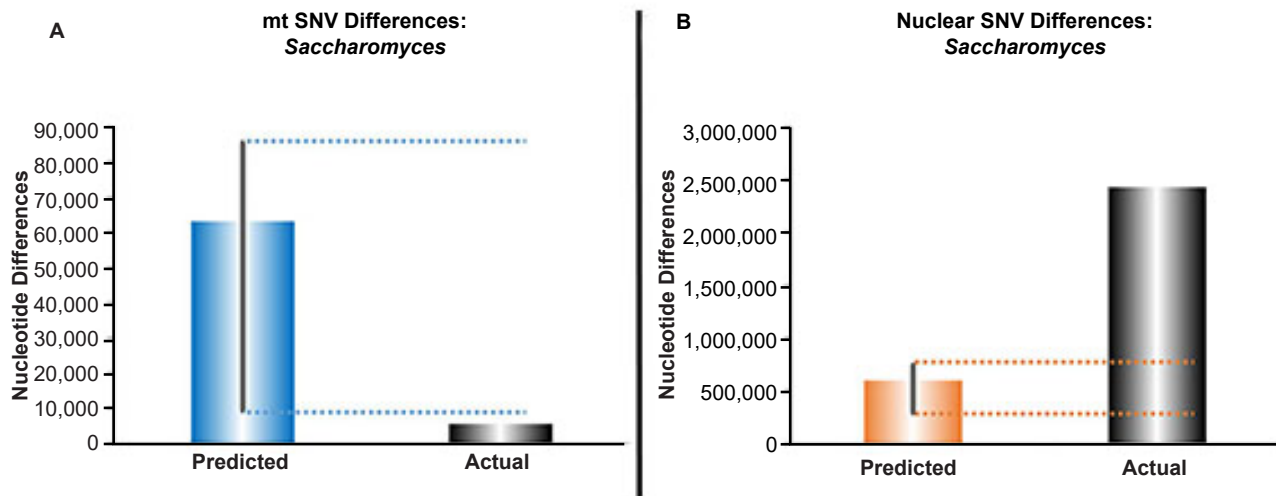 A
mt SNV Differences:
Saccharomyces
Nucleotide Differences
90,000
80,000
70,000
60,000
50,000
40,000
30,000
20,000
10,000
0
Predicted
Actual
B
Nuclear SNV Differences:
Saccharomyces
Nucleotide Differences
3,000,000
2,500,000
2,000,000
1,500,000
1,000,000
500,000
0
Predicted
Actual